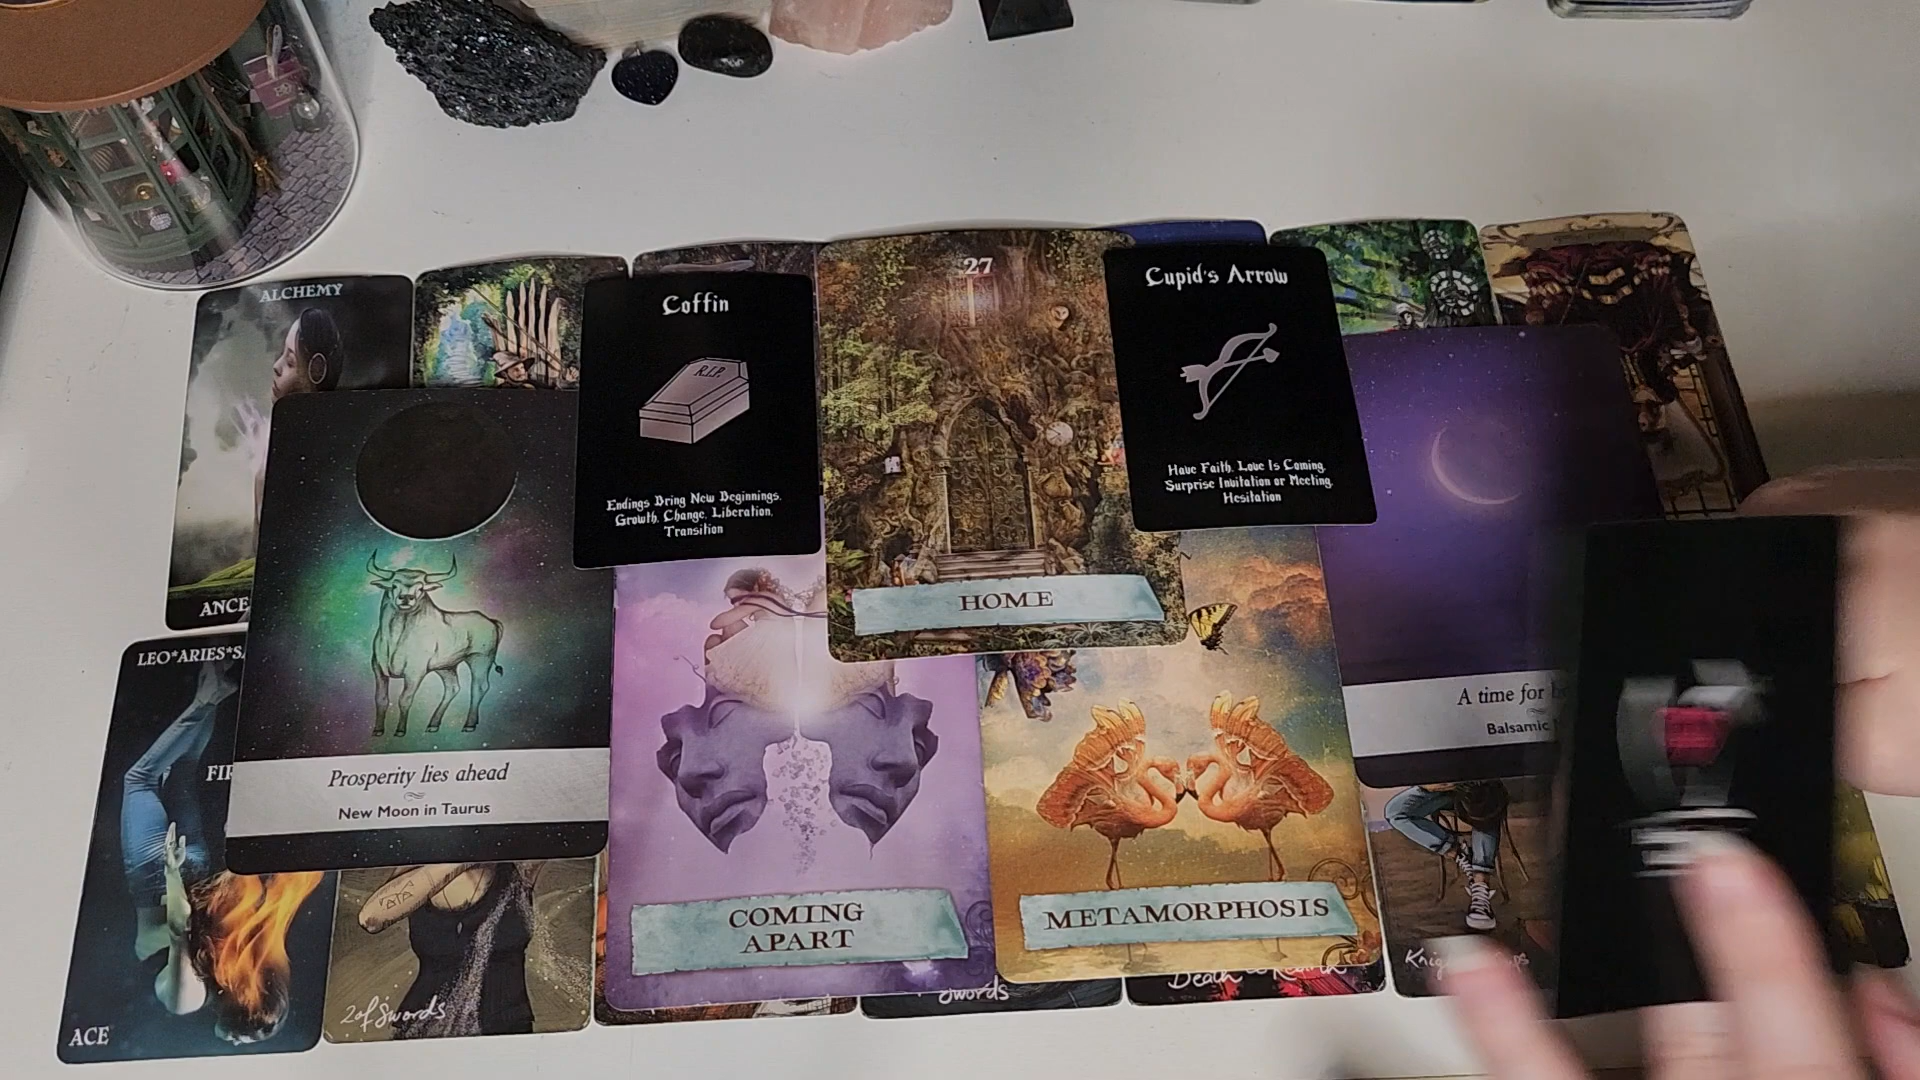 ALCHEMY
ANCE
Coffin
R.I.P.
Endings Bring New Beginnings.
Growth, Change, Liberation,
Transition
27
HOME
Cupid's Arrow
Have Faith. Love Is Coming.
Surprise Invitation or Meeting.
Hesitation
LEO*ARIES*SA
FIR
ACE
Prosperity lies ahead
New Moon in Taurus
COMING
APART
METAMORPHOSIS
A time for
Balsamic
2 of Swords
Swords
Death
Rebirth